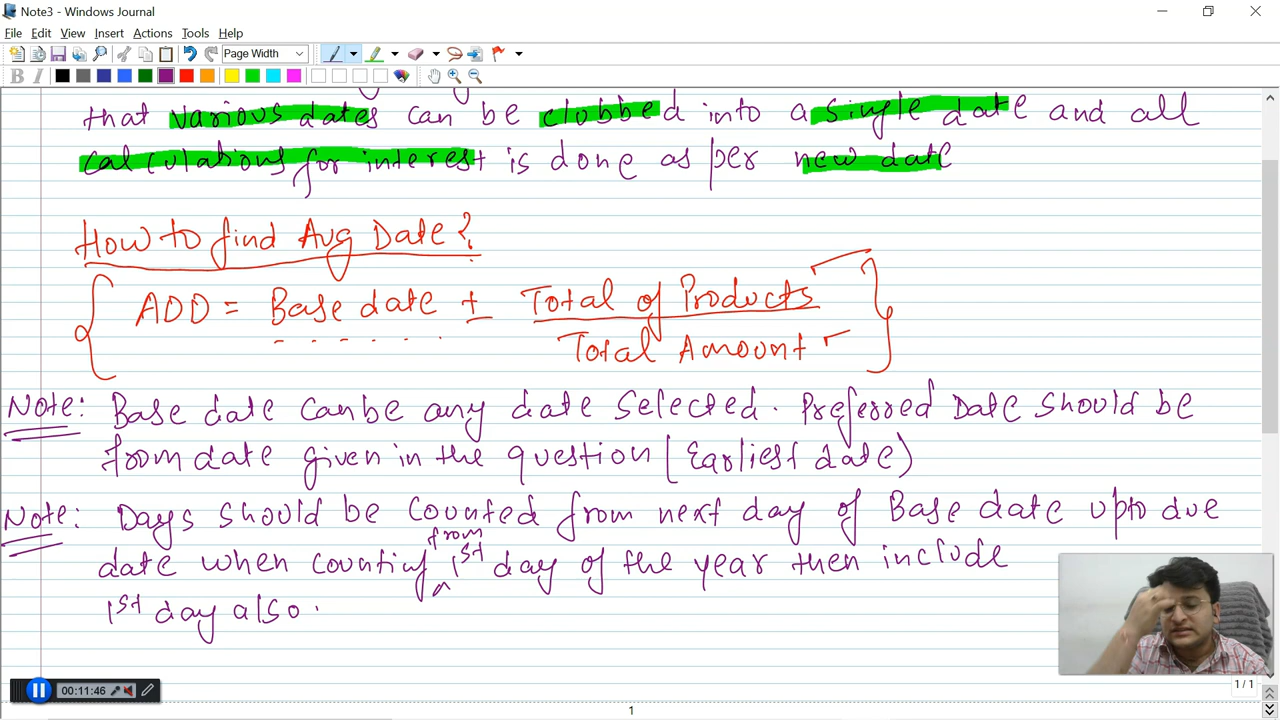 Note3 - Windows Journal
File Edit View Insert Actions Tools Help
Page Width
B I
that various dates can be clubbed into a single date and all
calculations for interest is done as per new date
How to find Avg Date?
ADD = Base date ± Total of Products
Total Amount
Note: Base date can be any date selected. Preferred Date should be
from date given in the question (Earliest date)
Note: Days should be counted from next day of Base date upto due
date when counting from 1st day of the year then include
1st day also.
00:11:46
1 / 1
1